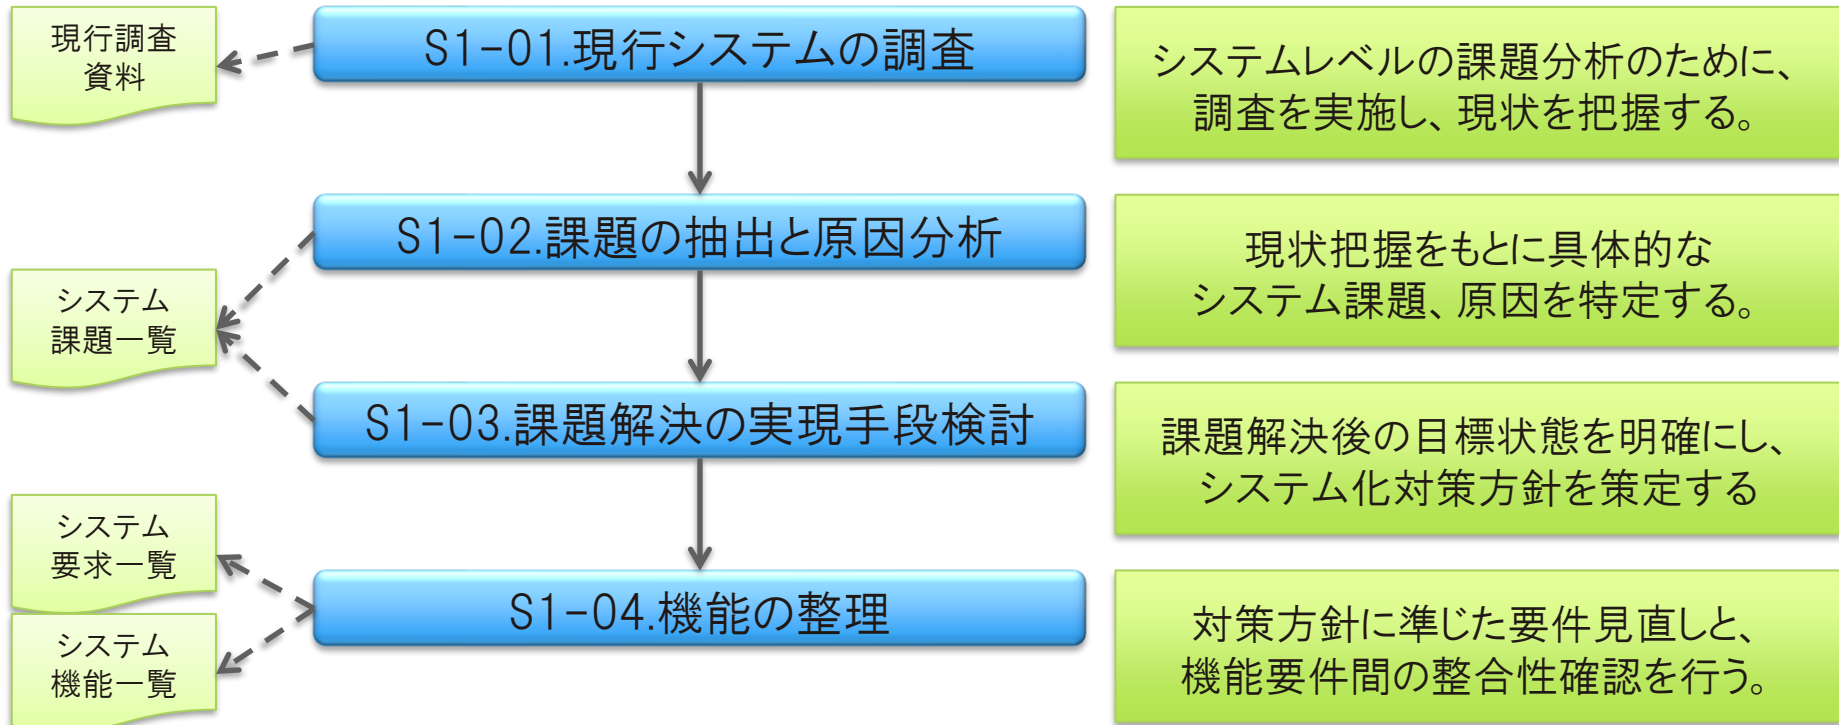 現行調査
資料
S1-01.現行システムの調査
システムレベルの課題分析のために、
調査を実施し、現状を把握する。
S1-02.課題の抽出と原因分析
現状把握をもとに具体的な
システム課題、原因を特定する。
システム
課題一覧
S1-03.課題解決の実現手段検討
課題解決後の目標状態を明確にし、
システム化対策方針を策定する
システム
要求一覧
S1-04.機能の整理
対策方針に準じた要件見直しと、
機能要件間の整合性確認を行う。
システム
機能一覧